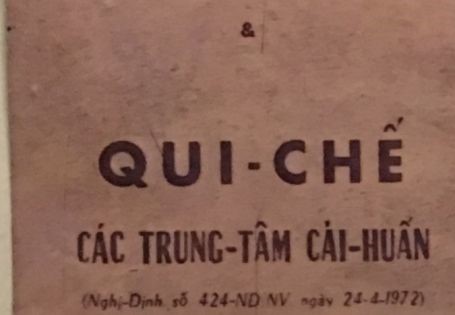 &
QUI-CHẾ
CÁC TRUNG-TÂM CẢI-HUẤN
(Nghị-Định số 424-ND NV ngày 24-4-1972)